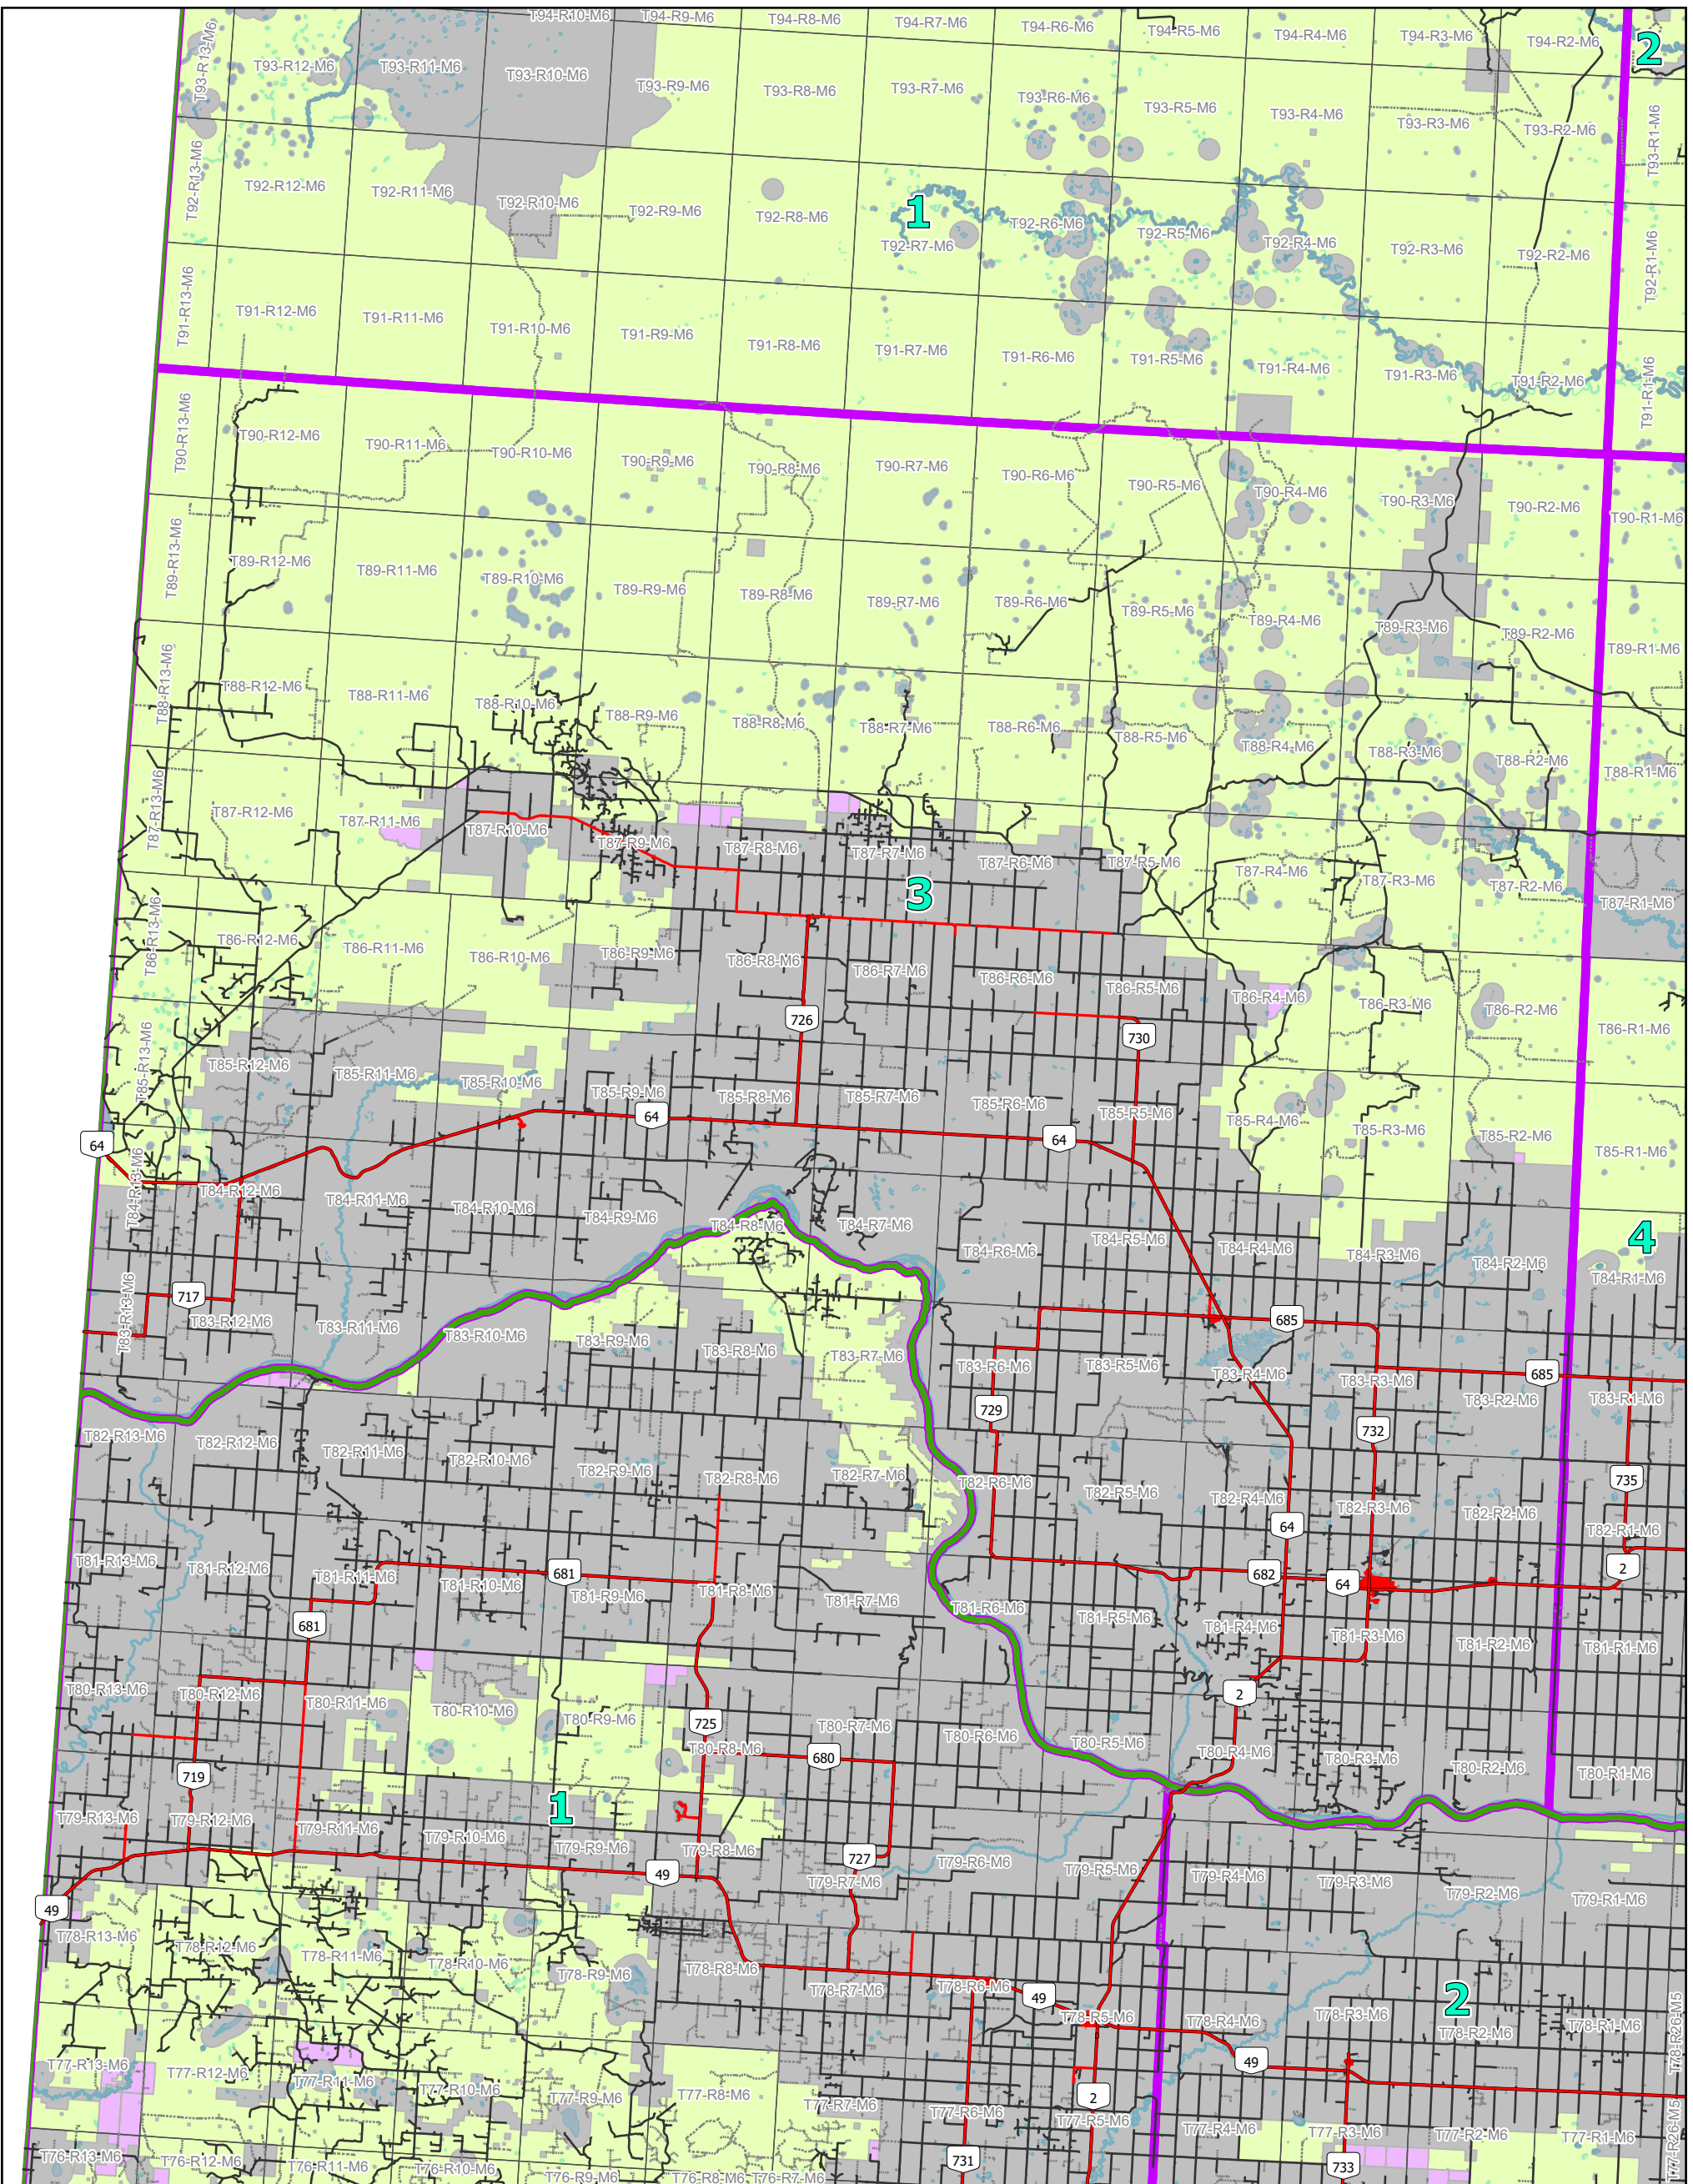 T94-R10-M6 T94-R9-M6 T94-R8-M6 T94-R7-M6 T94-R6-M6 T94-R5-M6 T94-R4-M6 T94-R3-M6 T94-R2-M6 2
T93-R13-M6 T93-R12-M6 T93-R11-M6 T93-R10-M6 T93-R9-M6 T93-R8-M6 T93-R7-M6 T93-R6-M6 T93-R5-M6 T93-R4-M6 T93-R3-M6 T93-R2-M6 T93-R1-M6
T92-R13-M6 T92-R12-M6 T92-R11-M6 T92-R10-M6 T92-R9-M6 T92-R8-M6 1 T92-R7-M6 T92-R6-M6 T92-R5-M6 T92-R4-M6 T92-R3-M6 T92-R2-M6 T92-R1-M6
T91-R13-M6 T91-R12-M6 T91-R11-M6 T91-R10-M6 T91-R9-M6 T91-R8-M6 T91-R7-M6 T91-R6-M6 T91-R5-M6 T91-R4-M6 T91-R3-M6 T91-R2-M6 T91-R1-M6
T90-R13-M6 T90-R12-M6 T90-R11-M6 T90-R10-M6 T90-R9-M6 T90-R8-M6 T90-R7-M6 T90-R6-M6 T90-R5-M6 T90-R4-M6 T90-R3-M6 T90-R2-M6 T90-R1-M6
T89-R13-M6 T89-R12-M6 T89-R11-M6 T89-R10-M6 T89-R9-M6 T89-R8-M6 T89-R7-M6 T89-R6-M6 T89-R5-M6 T89-R4-M6 T89-R3-M6 T89-R2-M6 T89-R1-M6
T88-R13-M6 T88-R12-M6 T88-R11-M6 T88-R10-M6 T88-R9-M6 T88-R8-M6 T88-R7-M6 T88-R6-M6 T88-R5-M6 T88-R4-M6 T88-R3-M6 T88-R2-M6 T88-R1-M6
T87-R13-M6 T87-R12-M6 T87-R11-M6 T87-R10-M6 T87-R9-M6 T87-R8-M6 T87-R7-M6 T87-R6-M6 T87-R5-M6 T87-R4-M6 T87-R3-M6 T87-R2-M6 T87-R1-M6
3
T86-R13-M6 T86-R12-M6 T86-R11-M6 T86-R10-M6 T86-R9-M6 T86-R8-M6 T86-R7-M6 T86-R6-M6 T86-R5-M6 T86-R4-M6 T86-R3-M6 T86-R2-M6 T86-R1-M6
726 730
T85-R13-M6 T85-R12-M6 T85-R11-M6 T85-R10-M6 T85-R9-M6 T85-R8-M6 T85-R7-M6 T85-R6-M6 T85-R5-M6 T85-R4-M6 T85-R3-M6 T85-R2-M6 T85-R1-M6
64 64 64
T84-R13-M6 T84-R12-M6 T84-R11-M6 T84-R10-M6 T84-R9-M6 T84-R8-M6 T84-R7-M6 T84-R6-M6 T84-R5-M6 T84-R4-M6 T84-R3-M6 T84-R2-M6 4 T84-R1-M6
717 685 685
T83-R13-M6 T83-R12-M6 T83-R11-M6 T83-R10-M6 T83-R9-M6 T83-R8-M6 T83-R7-M6 T83-R6-M6 T83-R5-M6 T83-R4-M6 T83-R3-M6 T83-R2-M6 T83-R1-M6
729 732
T82-R13-M6 T82-R12-M6 T82-R11-M6 T82-R10-M6 T82-R9-M6 T82-R8-M6 T82-R7-M6 T82-R6-M6 T82-R5-M6 T82-R4-M6 T82-R3-M6 T82-R2-M6 T82-R1-M6
735 64 2
681 682 64
T81-R13-M6 T81-R12-M6 T81-R11-M6 T81-R10-M6 T81-R9-M6 T81-R8-M6 T81-R7-M6 T81-R6-M6 T81-R5-M6 T81-R4-M6 T81-R3-M6 T81-R2-M6 T81-R1-M6
681 2
T80-R13-M6 T80-R12-M6 T80-R11-M6 T80-R10-M6 T80-R9-M6 T80-R8-M6 T80-R7-M6 T80-R6-M6 T80-R5-M6 T80-R4-M6 T80-R3-M6 T80-R2-M6 T80-R1-M6
725 680
719 1
T79-R13-M6 T79-R12-M6 T79-R11-M6 T79-R10-M6 T79-R9-M6 T79-R8-M6 T79-R7-M6 T79-R6-M6 T79-R5-M6 T79-R4-M6 T79-R3-M6 T79-R2-M6 T79-R1-M6
727 49
49
T78-R13-M6 T78-R12-M6 T78-R11-M6 T78-R10-M6 T78-R9-M6 T78-R8-M6 T78-R7-M6 T78-R6-M6 T78-R5-M6 T78-R4-M6 T78-R3-M6 T78-R2-M6 T78-R1-M6 T78-R26-M5
49 2
49
T77-R13-M6 T77-R12-M6 T77-R11-M6 T77-R10-M6 T77-R9-M6 T77-R8-M6 T77-R7-M6 T77-R6-M6 T77-R5-M6 T77-R4-M6 T77-R3-M6 T77-R2-M6 T77-R1-M6 T77-R26-M5
2
731 733
T76-R13-M6 T76-R12-M6 T76-R11-M6 T76-R10-M6 T76-R9-M6 T76-R8-M6 T76-R7-M6